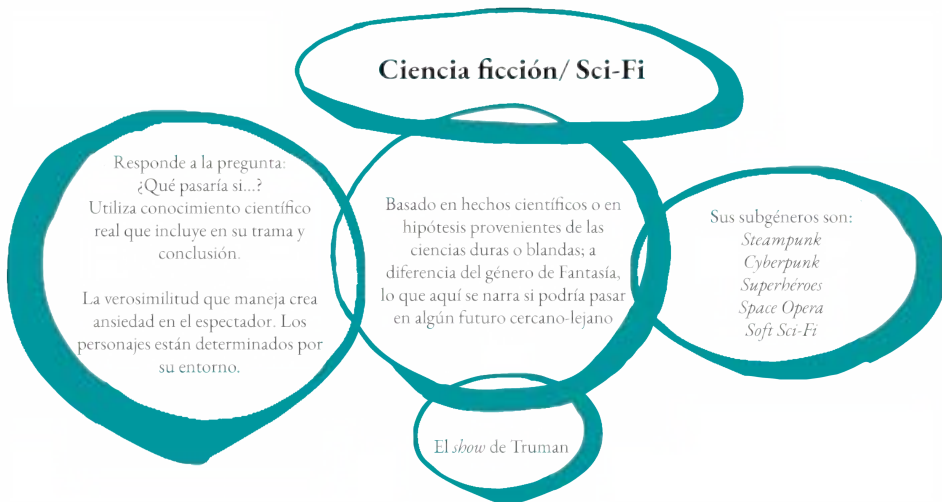 Ciencia ficción/ Sci-Fi
Responde a la pregunta:
¿Qué pasaría si...?
Utiliza conocimiento científico
real que incluye en su trama y
conclusión.
La verosimilitud que maneja crea
ansiedad en el espectador. Los
personajes están determinados por
su entorno.
Basado en hechos científicos o en
hipótesis provenientes de las
ciencias duras o blandas; a
diferencia del género de Fantasía,
lo que aquí se narra si podría pasar
en algún futuro cercano-lejano
Sus subgéneros son:
Steampunk
Cyberpunk
Superhéroes
Space Opera
Soft Sci-Fi
El show de Truman